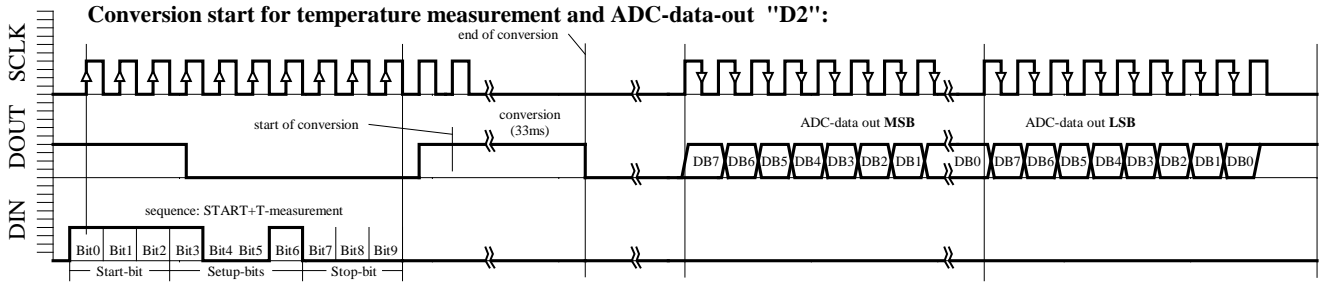 Conversion start for temperature measurement and ADC-data-out "D2":
end of conversion
SCLK
conversion
(33ms)
start of conversion
ADC-data out MSB
ADC-data out LSB
DOUT
DB7 DB6 DB5 DB4 DB3 DB2 DB1 DB0 DB7 DB6 DB5 DB4 DB3 DB2 DB1 DB0
DIN
sequence: START+T-measurement
Bit0 Bit1 Bit2 Bit3 Bit4 Bit5 Bit6 Bit7 Bit8 Bit9
Start-bit Setup-bits Stop-bit